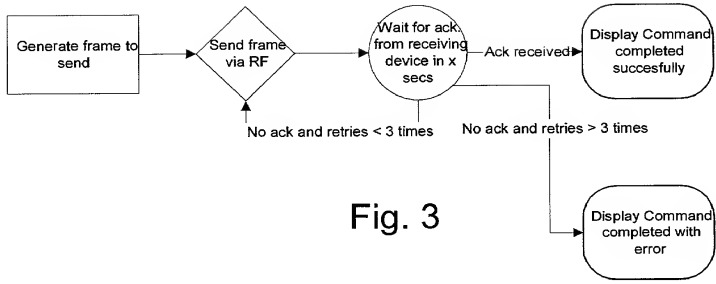 Generate frame to
send
Send frame
via RF
Wait for ack.
from receiving
device in x
secs
Ack received
Display Command
completed
succesfully
No ack and retries < 3 times
No ack and retries > 3 times
Display Command
completed with
error
Fig. 3